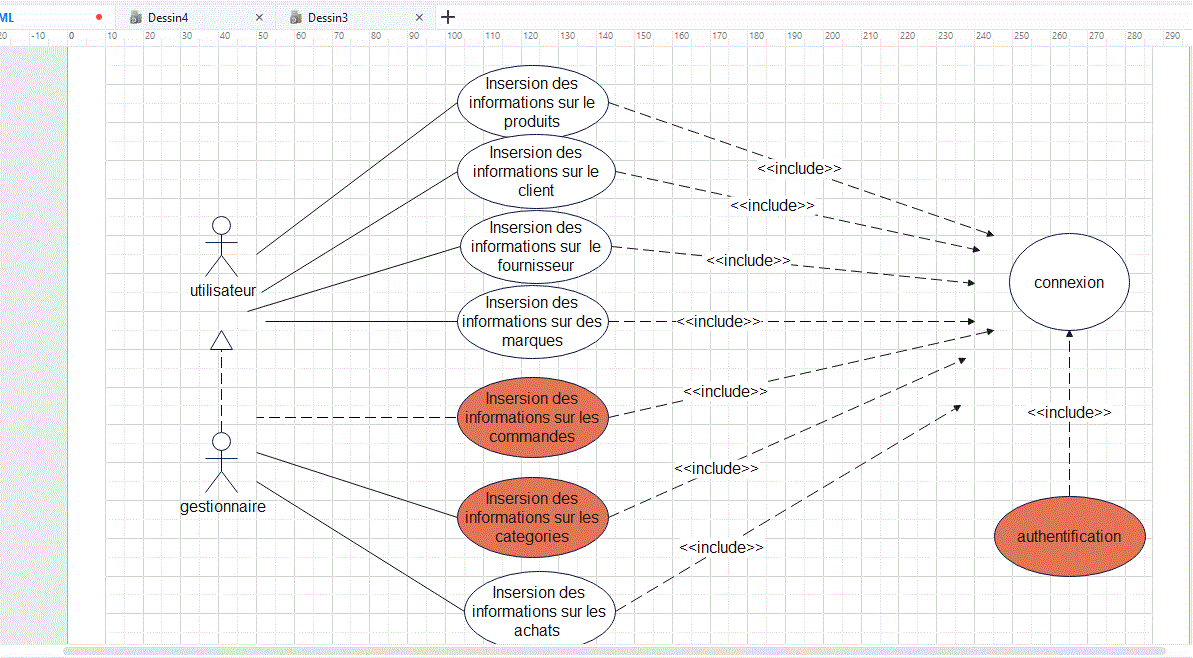 ML Dessin4 Dessin3
20 -10 0 10 20 30 40 50 60 70 80 90 100 110 120 130 140 150 160 170 180 190 200 210 220 230 240 250 260 270 280 290
Insersion des
informations sur le
produits
<<include>>
Insersion des
informations sur le
client
<<include>>
Insersion des
informations sur le
fournisseur
<<include>>
utilisateur
connexion
Insersion des
informations sur des
marques
<<include>>
Insersion des
informations sur les
commandes
<<include>>
<<include>>
gestionnaire
Insersion des
informations sur les
categories
<<include>>
authentification
<<include>>
Insersion des
informations sur les
achats